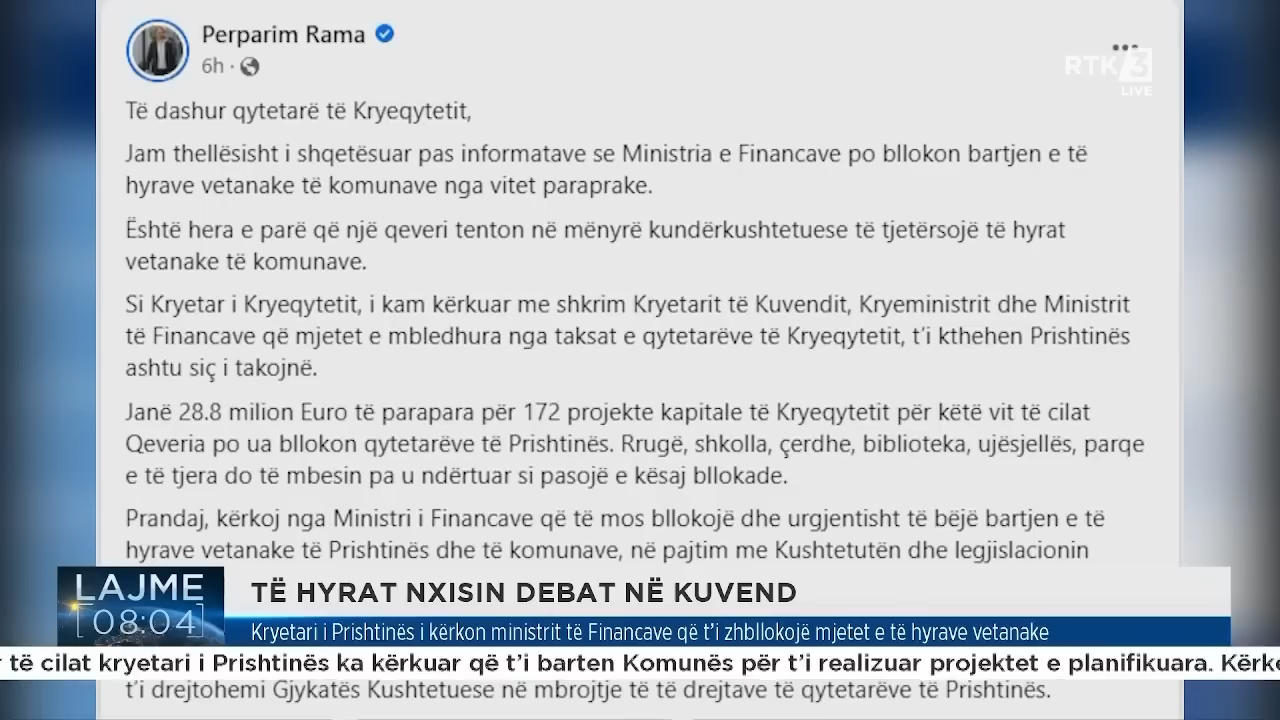 Perparim Rama
6h ·
RTK 3
LIVE
Të dashur qytetarë të Kryeqytetit,
Jam thellësisht i shqetësuar pas informatave se Ministria e Financave po bllokon bartjen e të
hyrave vetanake të komunave nga vitet paraprake.
Është hera e parë që një qeveri tenton në mënyrë kundërkushtetuese të tjetërsojë të hyrat
vetanake të komunave.
Si Kryetar i Kryeqytetit, i kam kërkuar me shkrim Kryetarit të Kuvendit, Kryeministrit dhe Ministrit
të Financave që mjetet e mbledhura nga taksat e qytetarëve të Kryeqytetit, t'i kthehen Prishtinës
ashtu siç i takojnë.
Janë 28.8 milion Euro të parapara për 172 projekte kapitale të Kryeqytetit për këtë vit të cilat
Qeveria po ua bllokon qytetarëve të Prishtinës. Rrugë, shkolla, çerdhe, biblioteka, ujësjellës, parqe
e të tjera do të mbesin pa u ndërtuar si pasojë e kësaj bllokade.
Prandaj, kërkoj nga Ministri i Financave që të mos bllokojë dhe urgjentisht të bëjë bartjen e të
hyrave vetanake të Prishtinës dhe të komunave, në pajtim me Kushtetutën dhe legjislacionin
LAJME
08:04
TË HYRAT NXISIN DEBAT NË KUVEND
Kryetari i Prishtinës i kërkon ministrit të Financave që t'i zhbllokojë mjetet e të hyrave vetanake
të cilat kryetari i Prishtinës ka kërkuar që t'i barten Komunës për t'i realizuar projektet e planifikuara.
t'i drejtohemi Gjykatës Kushtetuese në mbrojtje të të drejtave të qytetarëve të Prishtinës.